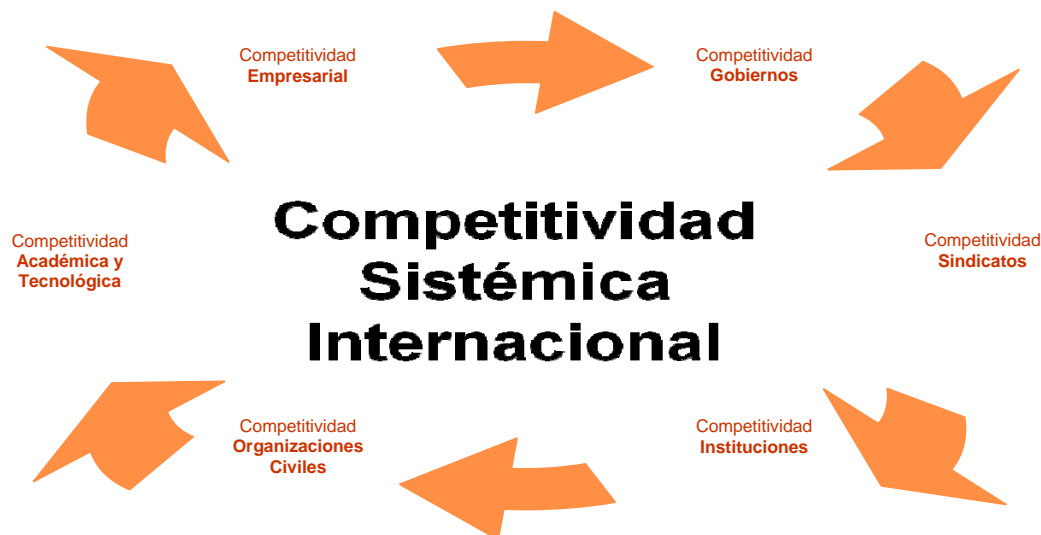 Competitividad
Empresarial
Competitividad
Gobiernos
Competitividad
Sistémica
Internacional
Competitividad
Académica y
Tecnológica
Competitividad
Sindicatos
Competitividad
Organizaciones
Civiles
Competitividad
Instituciones